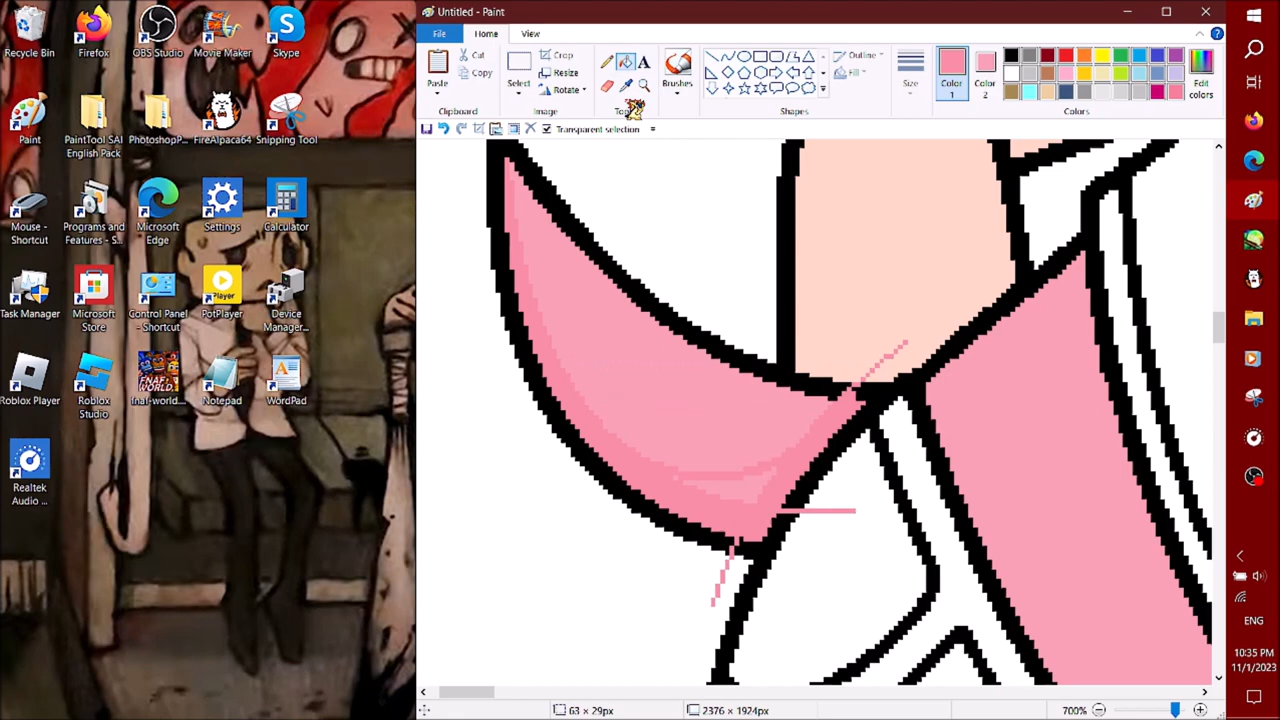 Recycle Bin
Firefox
OBS Studio
Movie Maker
Skype
Paint
PaintTool SAI English Pack
PhotoshopP...
FireAlpaca64
Snipping Tool
Mouse - Shortcut
Programs and Features - S...
Microsoft Edge
Settings
Calculator
Task Manager
Microsoft Store
Control Panel - Shortcut
Player
PotPlayer
Device Manager...
Roblox Player
Roblox Studio
FNAF WORLD
fnaf-world....
Notepad
WordPad
Realtek Audio ...
Untitled - Paint
File
Home
View
Paste
Cut
Copy
Clipboard
Select
Crop
Resize
Rotate
Image
A
Brushes
Shapes
Outline
Fill
Size
Color 1
Color 2
Edit colors
Colors
Transparent selection
63 × 29px
2376 × 1924px
700%
ENG
10:35 PM
11/1/2023